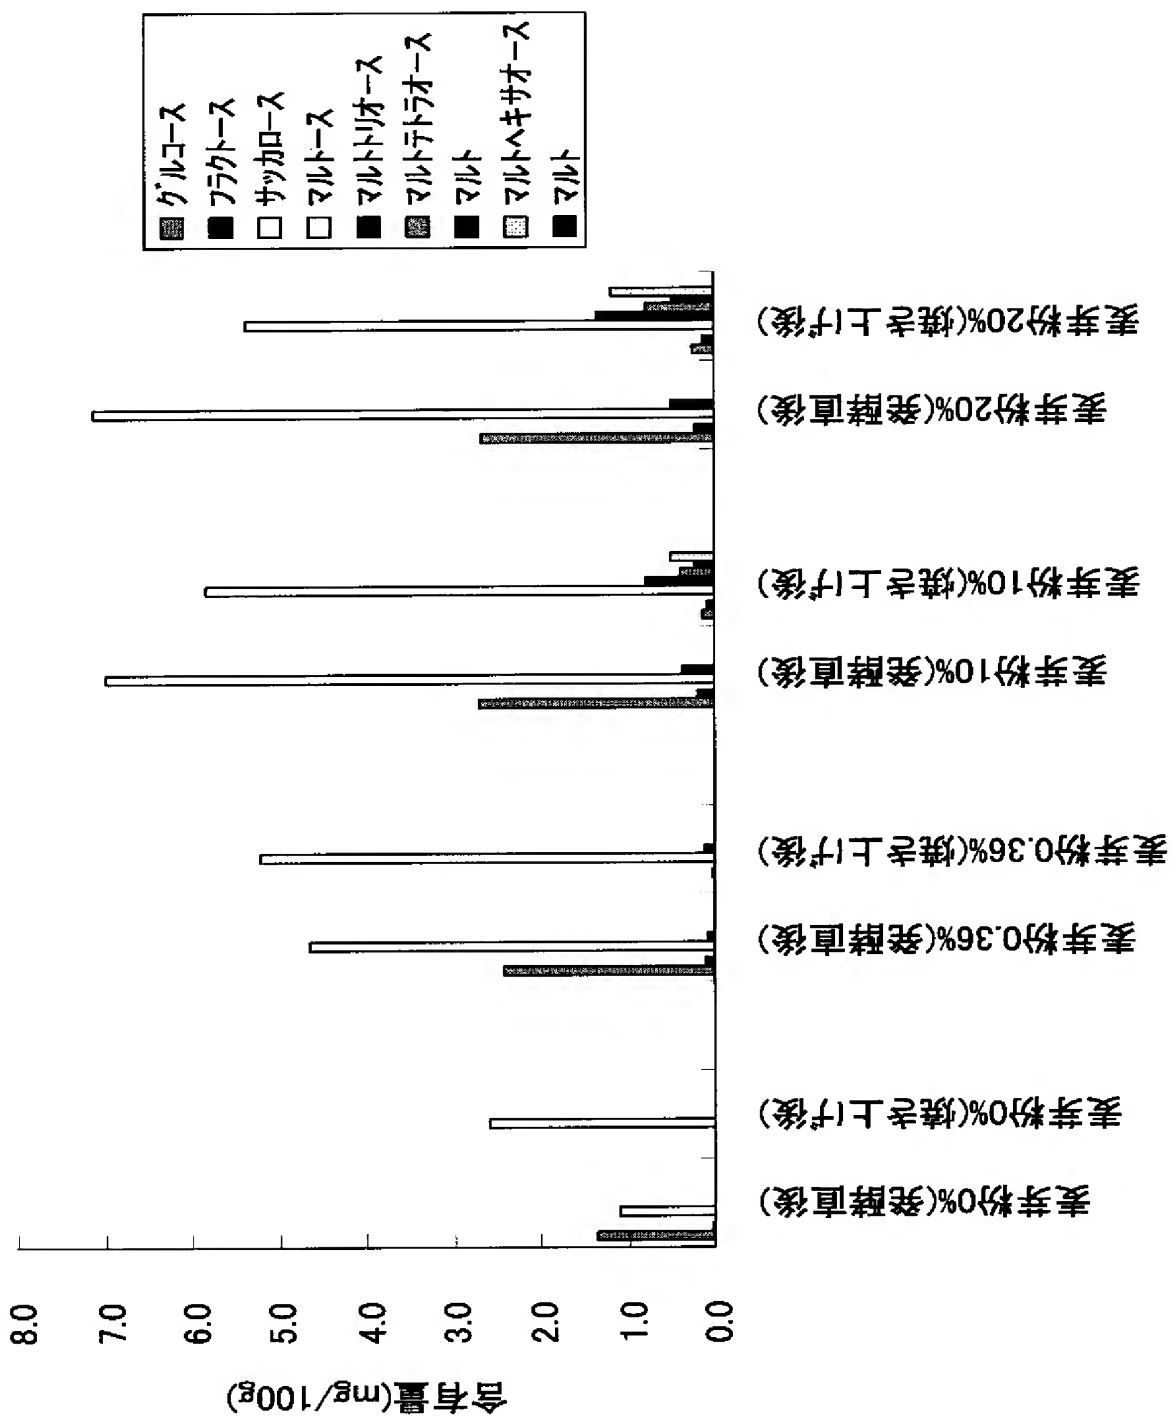 含有量(mg/100g)
8.0
7.0
6.0
5.0
4.0
3.0
2.0
1.0
0.0
麦芽粉0%(発酵直後)
麦芽粉0%(焼き上げ後)
麦芽粉0.36%(発酵直後)
麦芽粉0.36%(焼き上げ後)
麦芽粉10%(発酵直後)
麦芽粉10%(焼き上げ後)
麦芽粉20%(発酵直後)
麦芽粉20%(焼き上げ後)
グルコース
フラクトース
サッカロース
マルトース
マルトトリオース
マルトテトラオース
マルト
マルトヘキサオース
マルト